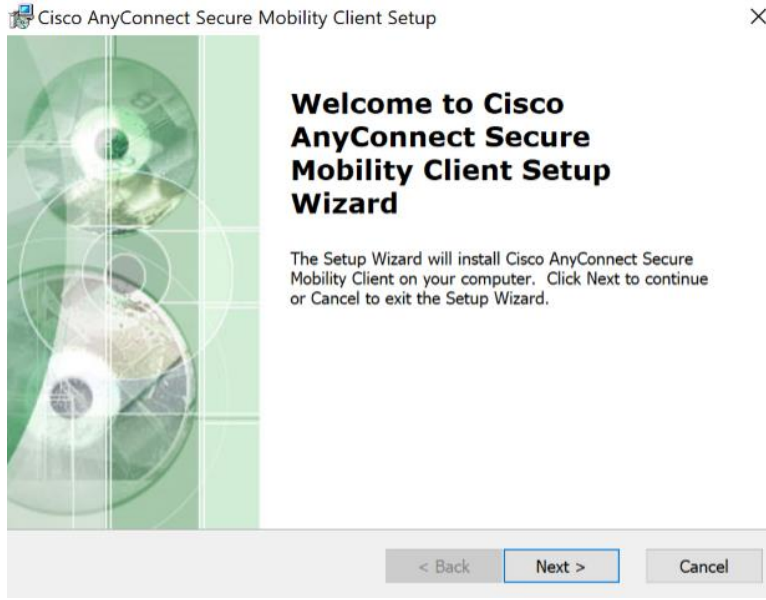 Cisco AnyConnect Secure Mobility Client Setup
Welcome to Cisco
AnyConnect Secure
Mobility Client Setup
Wizard
The Setup Wizard will install Cisco AnyConnect Secure
Mobility Client on your computer. Click Next to continue
or Cancel to exit the Setup Wizard.
< Back Next > Cancel